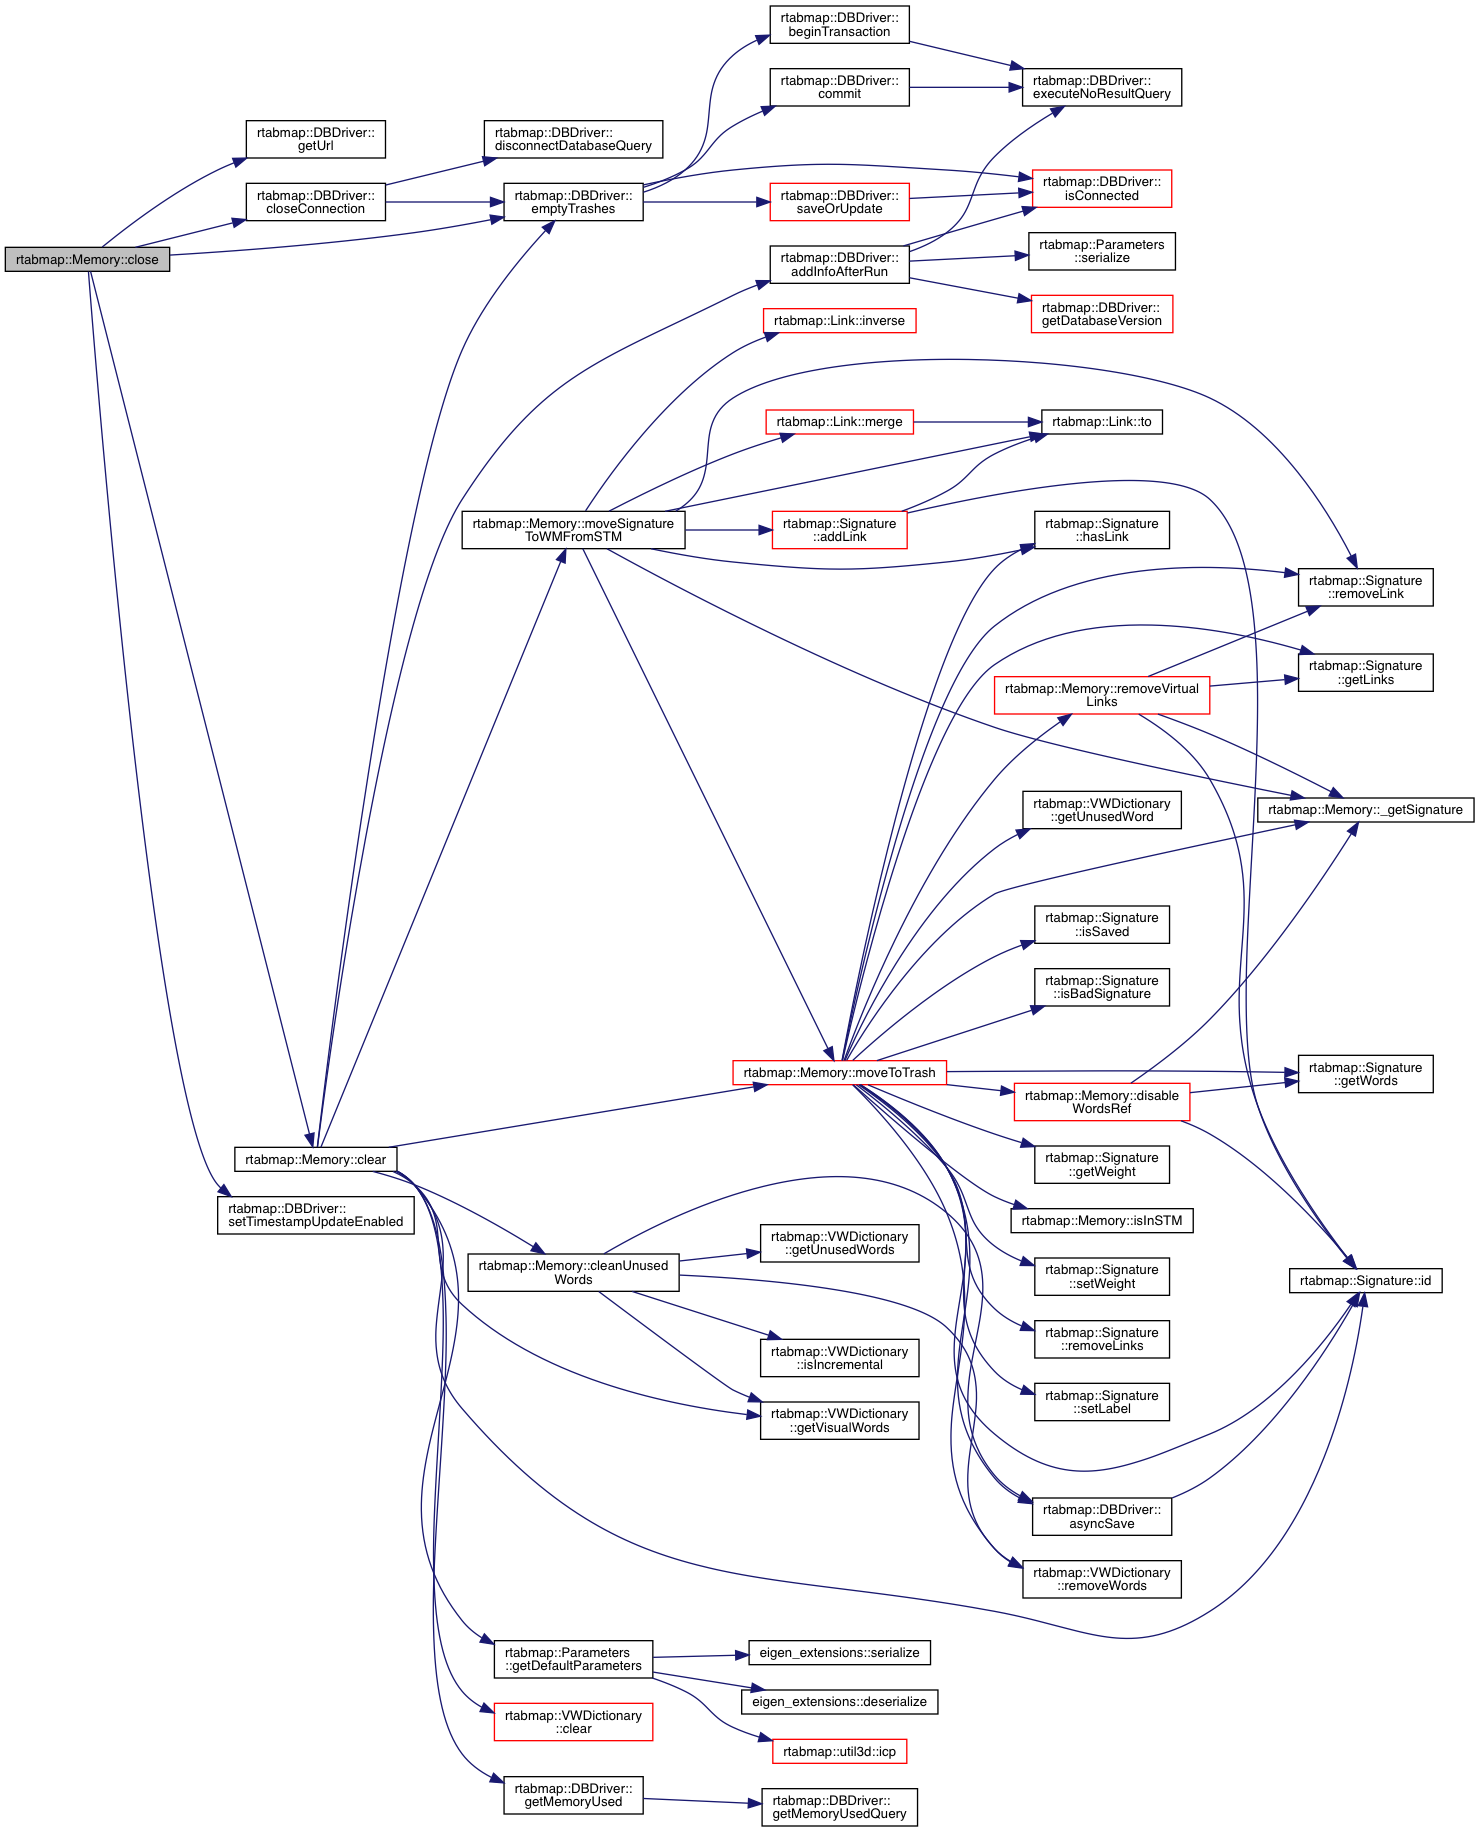 rtabmap::DBDriver::
beginTransaction
rtabmap::DBDriver::
commit
rtabmap::DBDriver::
executeNoResultQuery
rtabmap::DBDriver::
getUrl
rtabmap::DBDriver::
disconnectDatabaseQuery
rtabmap::DBDriver::
closeConnection
rtabmap::DBDriver::
emptyTrashes
rtabmap::DBDriver::
saveOrUpdate
rtabmap::DBDriver::
isConnected
rtabmap::Memory::close
rtabmap::DBDriver::
addInfoAfterRun
rtabmap::Parameters
::serialize
rtabmap::DBDriver::
getDatabaseVersion
rtabmap::Link::inverse
rtabmap::Link::merge
rtabmap::Link::to
rtabmap::Memory::moveSignature
ToWMFromSTM
rtabmap::Signature
::addLink
rtabmap::Signature
::hasLink
rtabmap::Signature
::removeLink
rtabmap::Signature
::getLinks
rtabmap::Memory::removeVirtual
Links
rtabmap::VWDictionary
::getUnusedWord
rtabmap::Memory::_getSignature
rtabmap::Signature
::isSaved
rtabmap::Signature
::isBadSignature
rtabmap::Memory::moveToTrash
rtabmap::Memory::disable
WordsRef
rtabmap::Signature
::getWords
rtabmap::Memory::clear
rtabmap::Signature
::getWeight
rtabmap::DBDriver::
setTimestampUpdateEnabled
rtabmap::Memory::isInSTM
rtabmap::Memory::cleanUnused
Words
rtabmap::VWDictionary
::getUnusedWords
rtabmap::Signature
::setWeight
rtabmap::Signature::id
rtabmap::VWDictionary
::isIncremental
rtabmap::Signature
::removeLinks
rtabmap::VWDictionary
::getVisualWords
rtabmap::Signature
::setLabel
rtabmap::DBDriver::
asyncSave
rtabmap::VWDictionary
::removeWords
rtabmap::Parameters
::getDefaultParameters
eigen_extensions::serialize
eigen_extensions::deserialize
rtabmap::VWDictionary
::clear
rtabmap::util3d::icp
rtabmap::DBDriver::
getMemoryUsed
rtabmap::DBDriver::
getMemoryUsedQuery